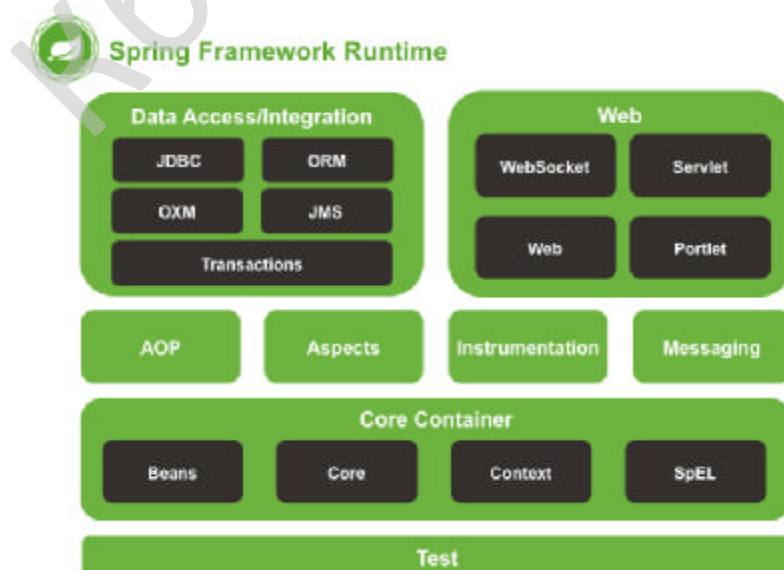 Spring Framework Runtime
Data Access/Integration
JDBC
ORM
OXM
JMS
Transactions
Web
WebSocket
Servlet
Web
Portlet
AOP
Aspects
Instrumentation
Messaging
Core Container
Beans
Core
Context
SpEL
Test